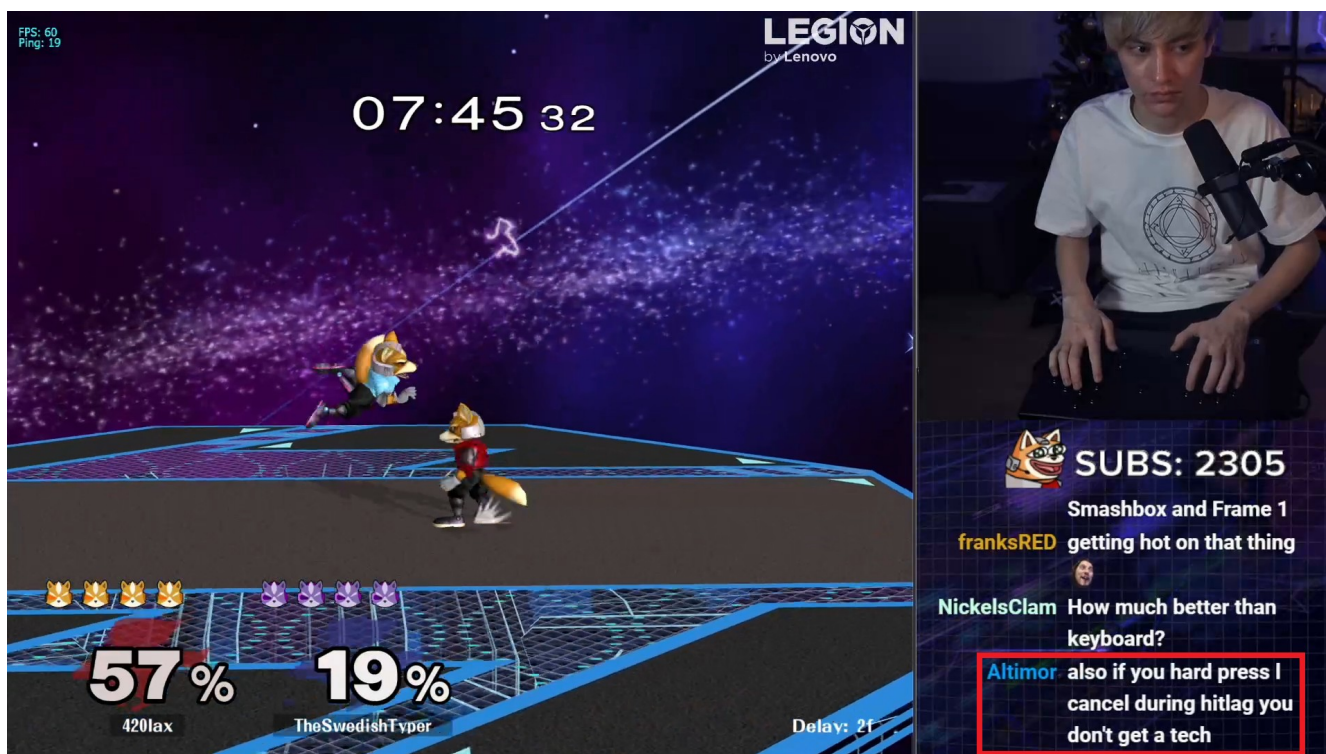 FPS: 60
Ping: 19
LEGION
by Lenovo
07:45 32
SUBS: 2305
Smashbox and Frame 1
franksRED getting hot on that thing
NickelsClam How much better than
keyboard?
Altimor also if you hard press l
cancel during hitlag you
don't get a tech
57% 19%
420lax TheSwedishTyper
Delay: 2f